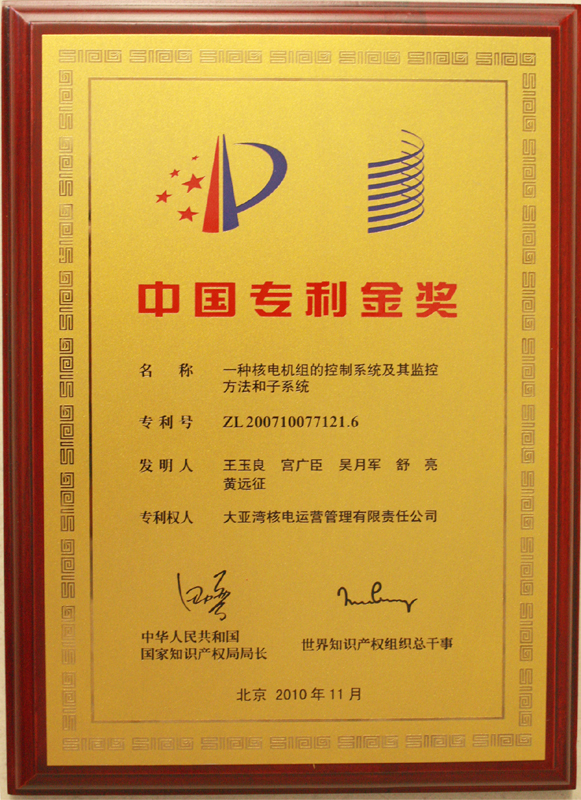 中国专利金奖
名 称 一种核电机组的控制系统及其监控
方法和子系统
专 利 号 ZL 200710077121.6
发 明 人 王玉良 宫广臣 吴月军 舒 亮
黄远征
专利权人 大亚湾核电运营管理有限责任公司
中华人民共和国
国家知识产权局局长
世界知识产权组织总干事
北京 2010 年 11 月